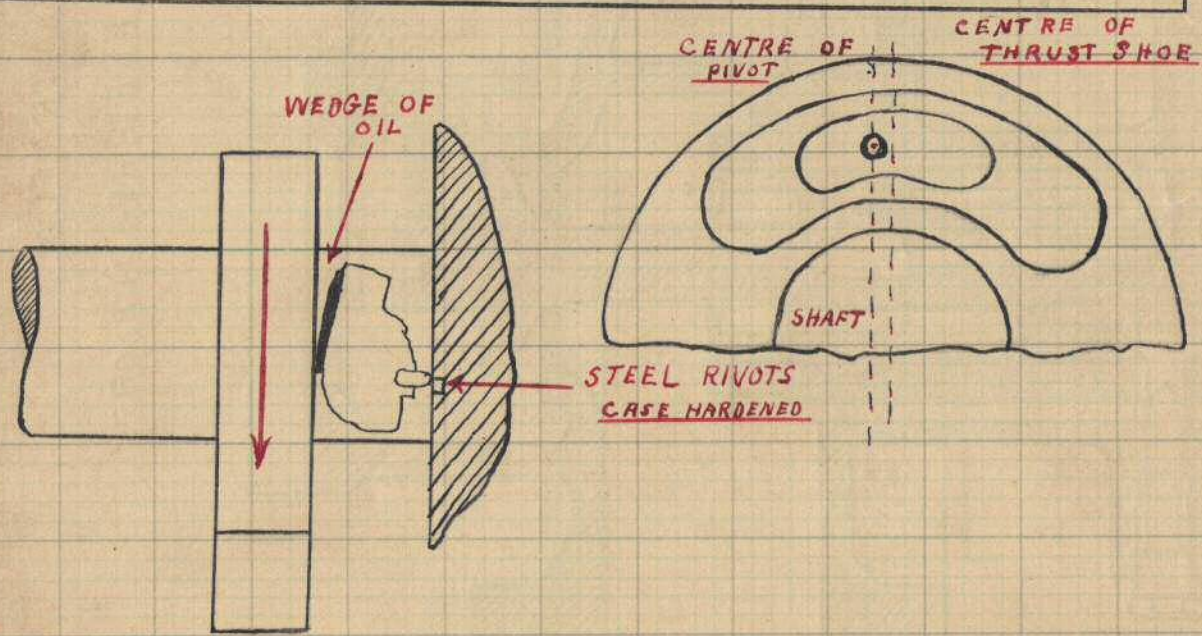 CENTRE OF
PIVOT
CENTRE OF
THRUST SHOE
WEDGE OF
OIL
SHAFT
STEEL RIVOTS
CASE HARDENED